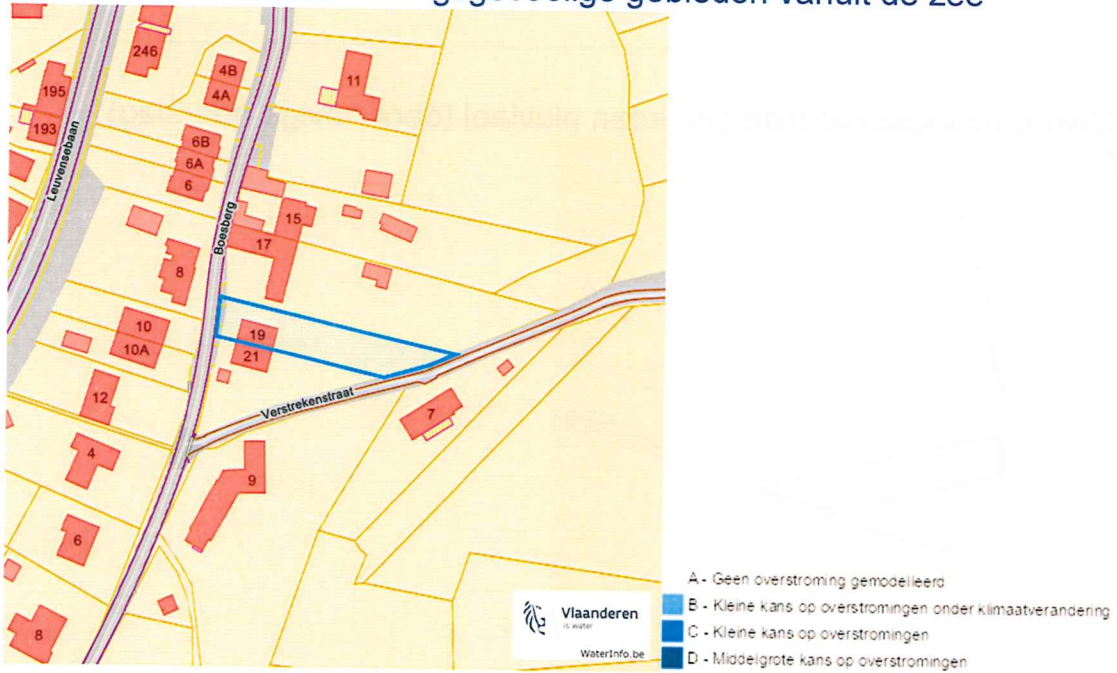 gebieden vanuit de zee
246
4B
4A
11
195
193
Leuvensebaan
6B
6A
6
Boesberg
15
17
8
10
10A
19
21
12
Verstrekenstraat
7
4
9
6
8
Vlaanderen
is water
WaterInfo.be
A - Geen overstroming gemodelleerd
B - Kleine kans op overstromingen onder klimaatverandering
C - Kleine kans op overstromingen
D - Middelgrote kans op overstromingen